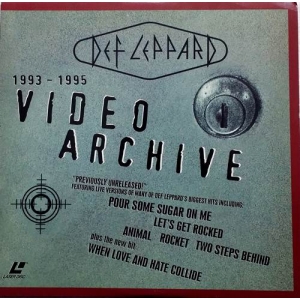 DEF LEPPARD
1993 - 1995
VIDEO
ARCHIVE
"PREVIOUSLY UNRELEASED!"
FEATURING LIVE VERSIONS OF MANY OF DEF LEPPARD'S BIGGEST HITS INCLUDING:
POUR SOME SUGAR ON ME
LET'S GET ROCKED
ANIMAL ROCKET TWO STEPS BEHIND
plus the new hit
'WHEN LOVE AND HATE COLLIDE
LASER DISC